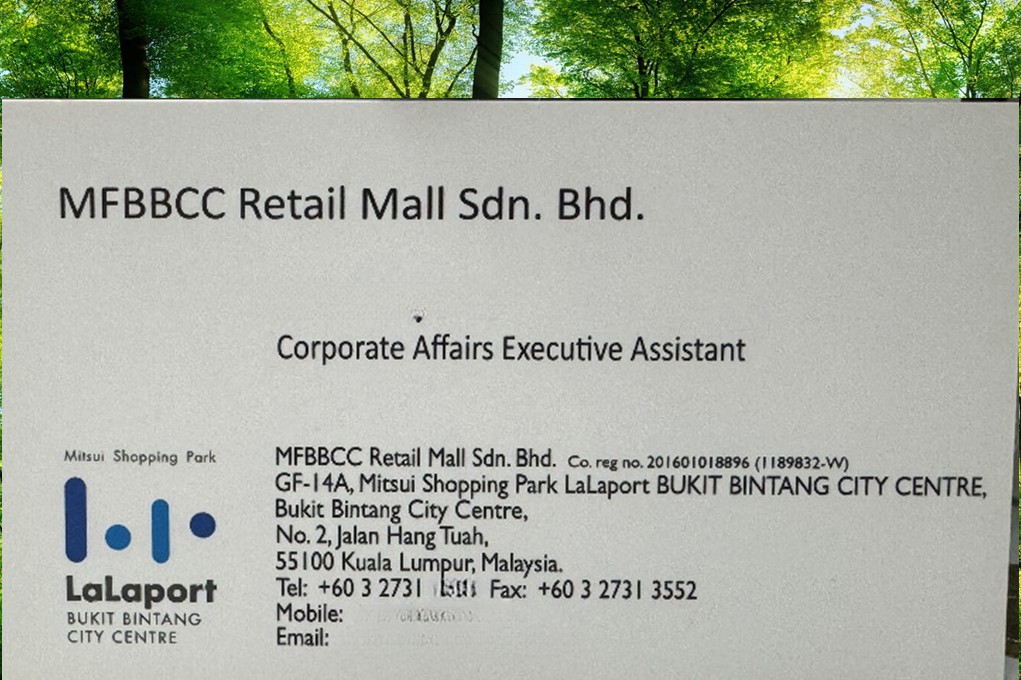 MFBBCC Retail Mall Sdn. Bhd.
Corporate Affairs Executive Assistant
Mitsui Shopping Park
LaLaport
BUKIT BINTANG
CITY CENTRE
MFBBCC Retail Mall Sdn. Bhd. Co. reg no. 201601018896 (1189832-W)
GF-14A, Mitsui Shopping Park LaLaport BUKIT BINTANG CITY CENTRE,
Bukit Bintang City Centre,
No. 2, Jalan Hang Tuah,
55100 Kuala Lumpur, Malaysia.
Tel: +60 3 2731 Fax: +60 3 2731 3552
Mobile:
Email: